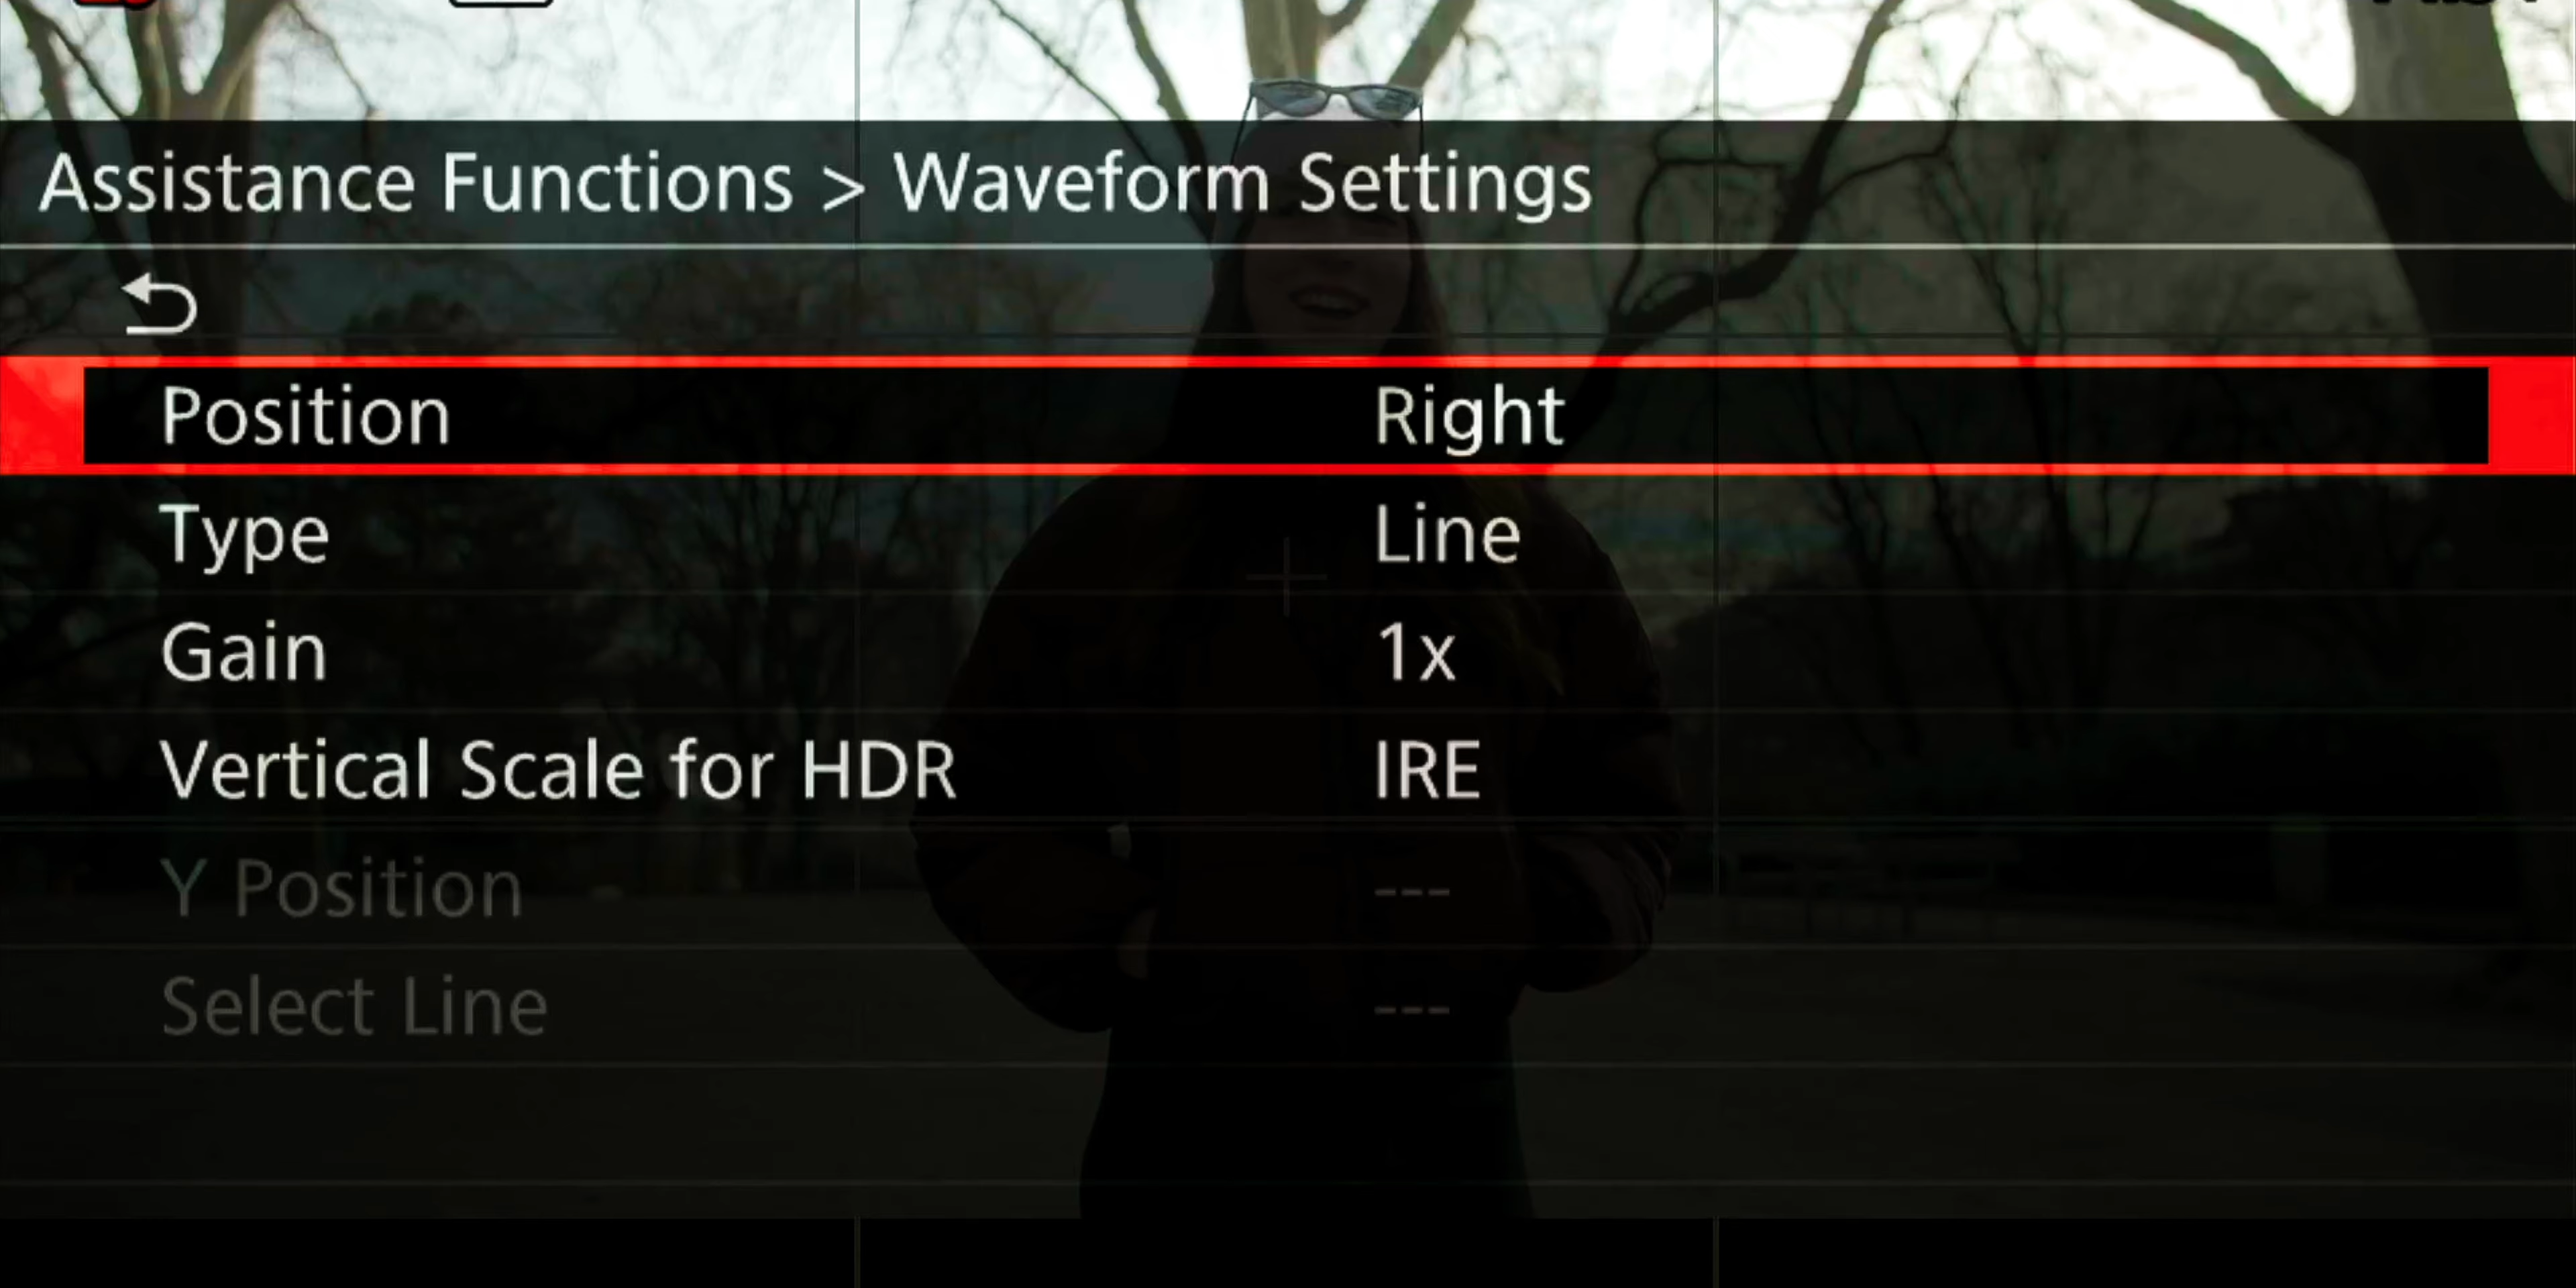 Assistance Functions > Waveform Settings
Position Right
Type Line
Gain 1x
Vertical Scale for HDR IRE
Y Position ---
Select Line ---